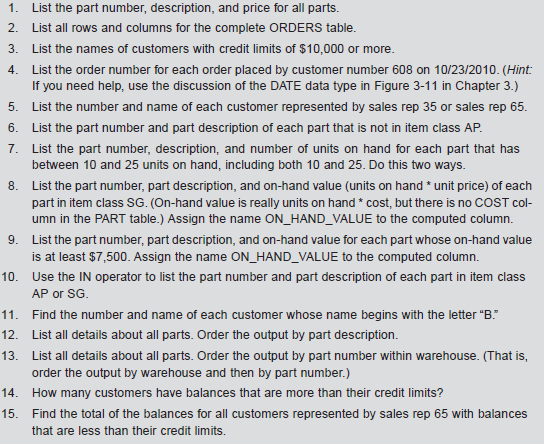 1. List the part number, description, and price for all parts.
2. List all rows and columns for the complete ORDERS table.
3. List the names of customers with credit limits of $10,000 or more.
4. List the order number for each order placed by customer number 608 on 10/23/2010. (Hint:
If you need help, use the discussion of the DATE data type in Figure 3-11 in Chapter 3.)
5. List the number and name of each customer represented by sales rep 35 or sales rep 65.
6. List the part number and part description of each part that is not in item class AP.
7. List the part number, description, and number of units on hand for each part that has
between 10 and 25 units on hand, including both 10 and 25. Do this two ways.
8. List the part number, part description, and on-hand value (units on hand * unit price) of each
part in item class SG. (On-hand value is really units on hand * cost, but there is no COST col-
umn in the PART table.) Assign the name ON_HAND_VALUE to the computed column.
9. List the part number, part description, and on-hand value for each part whose on-hand value
is at least $7,500. Assign the name ON_HAND_VALUE to the computed column.
10. Use the IN operator to list the part number and part description of each part in item class
AP or SG.
11. Find the number and name of each customer whose name begins with the letter “B.”
12. List all details about all parts. Order the output by part description.
13. List all details about all parts. Order the output by part number within warehouse. (That is,
order the output by warehouse and then by part number.)
14. How many customers have balances that are more than their credit limits?
15. Find the total of the balances for all customers represented by sales rep 65 with balances
that are less than their credit limits.